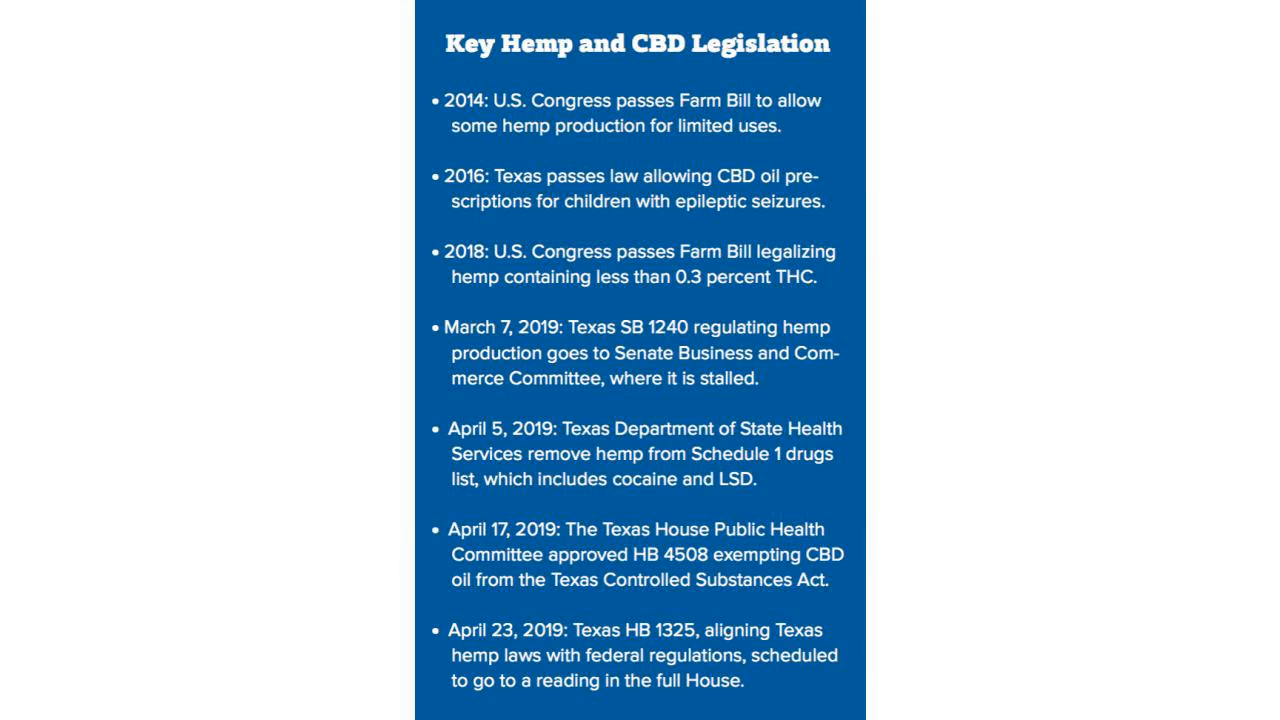 Key Hemp and CBD Legislation
• 2014: U.S. Congress passes Farm Bill to allow
some hemp production for limited uses.
• 2016: Texas passes law allowing CBD oil pre-
scriptions for children with epileptic seizures.
• 2018: U.S. Congress passes Farm Bill legalizing
hemp containing less than 0.3 percent THC.
• March 7, 2019: Texas SB 1240 regulating hemp
production goes to Senate Business and Com-
merce Committee, where it is stalled.
• April 5, 2019: Texas Department of State Health
Services remove hemp from Schedule 1 drugs
list, which includes cocaine and LSD.
• April 17, 2019: The Texas House Public Health
Committee approved HB 4508 exempting CBD
oil from the Texas Controlled Substances Act.
• April 23, 2019: Texas HB 1325, aligning Texas
hemp laws with federal regulations, scheduled
to go to a reading in the full House.